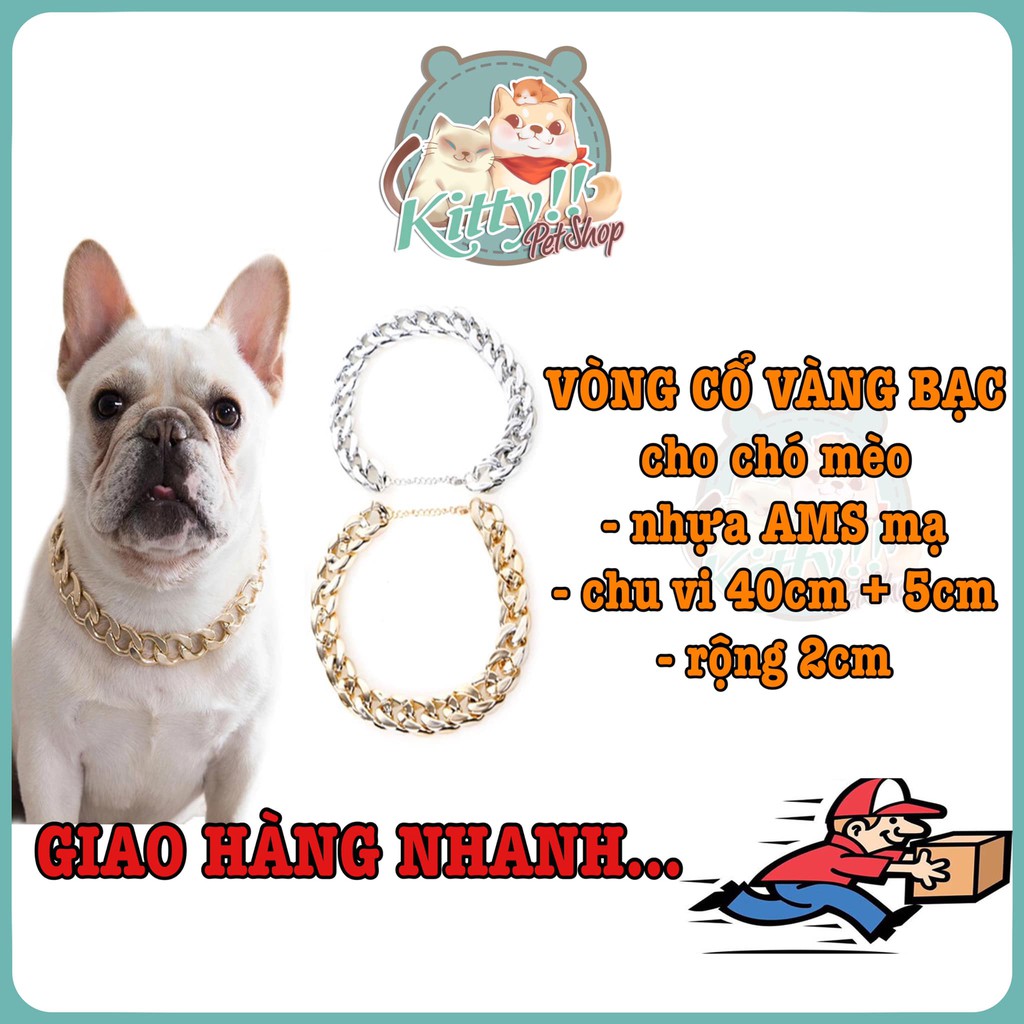 Kitty!!
PetShop
VÒNG CỔ VÀNG BẠC
cho chó mèo
- nhựa AMS mạ
- chu vi 40cm + 5cm
- rộng 2cm
GIAO HÀNG NHANH...